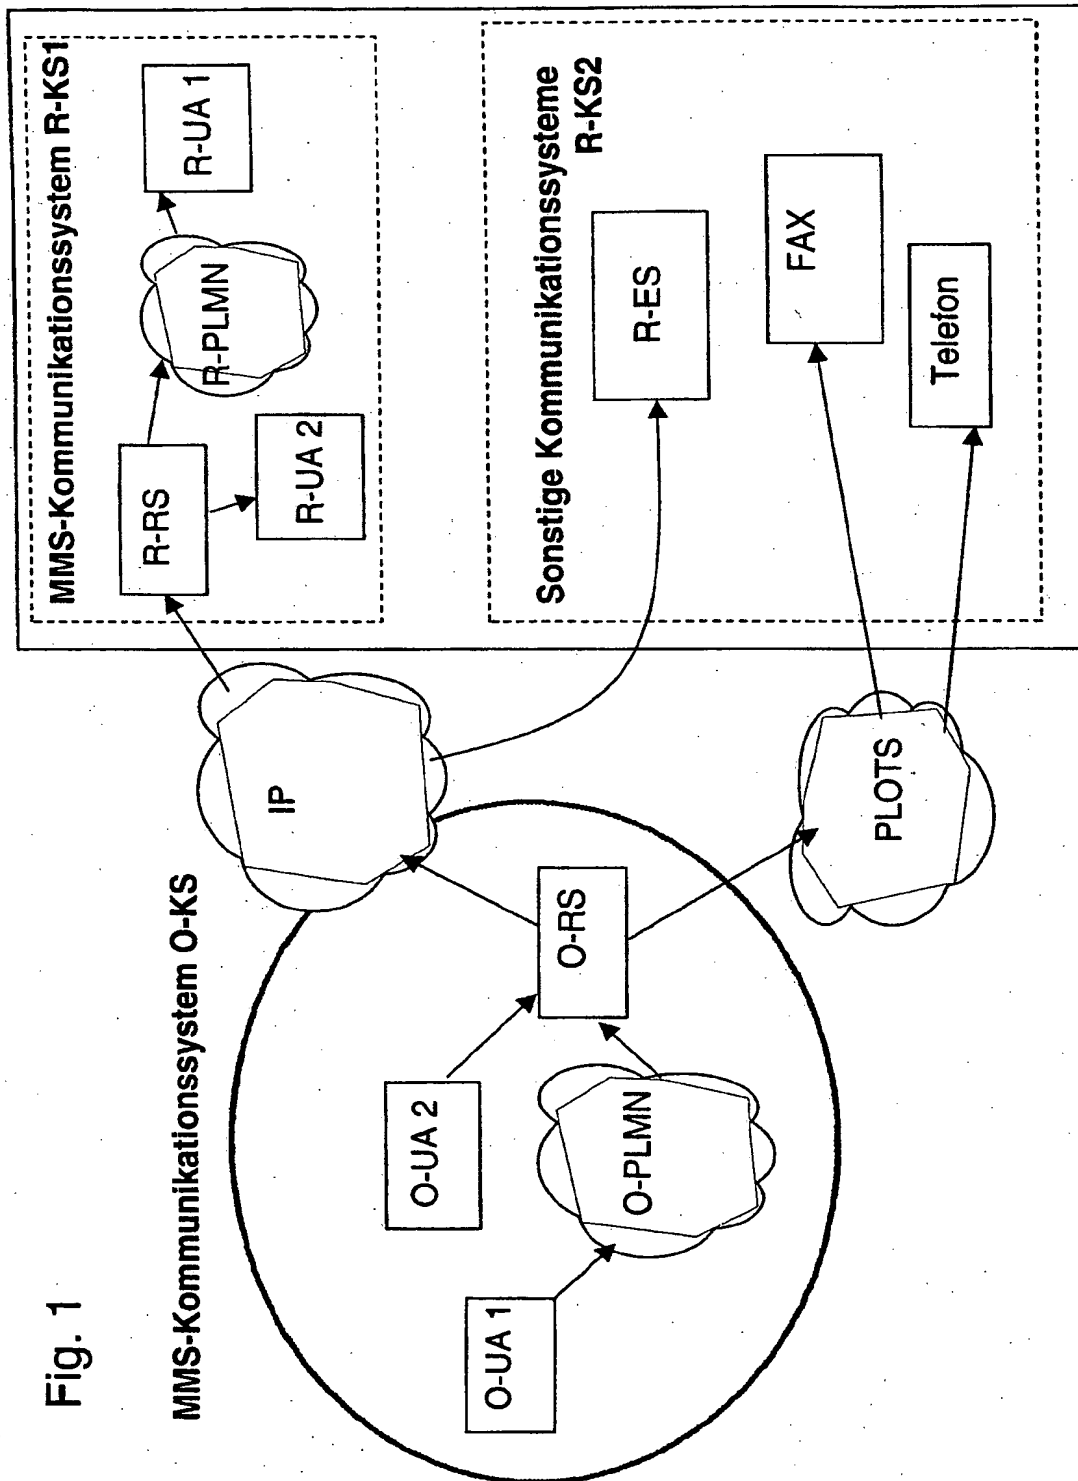 Fig. 1
MMS-Kommunikationssystem O-KS
O-UA 1
O-UA 2
O-PLMN
O-RS
IP
PLOTS
MMS-Kommunikationssystem R-KS1
R-RS
R-UA 2
R-PLMN
R-UA 1
Sonstige Kommunikationssysteme
R-KS2
R-ES
FAX
Telefon